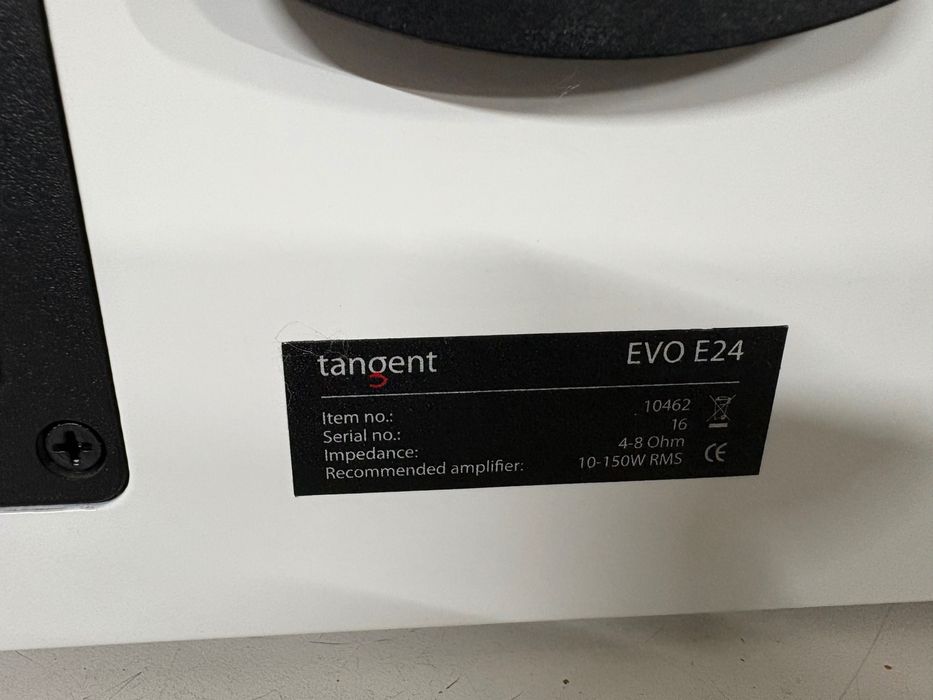 tangent EVO E24
Item no.: 10462
Serial no.: 16
Impedance: 4-8 Ohm
Recommended amplifier: 10-150W RMS
CE